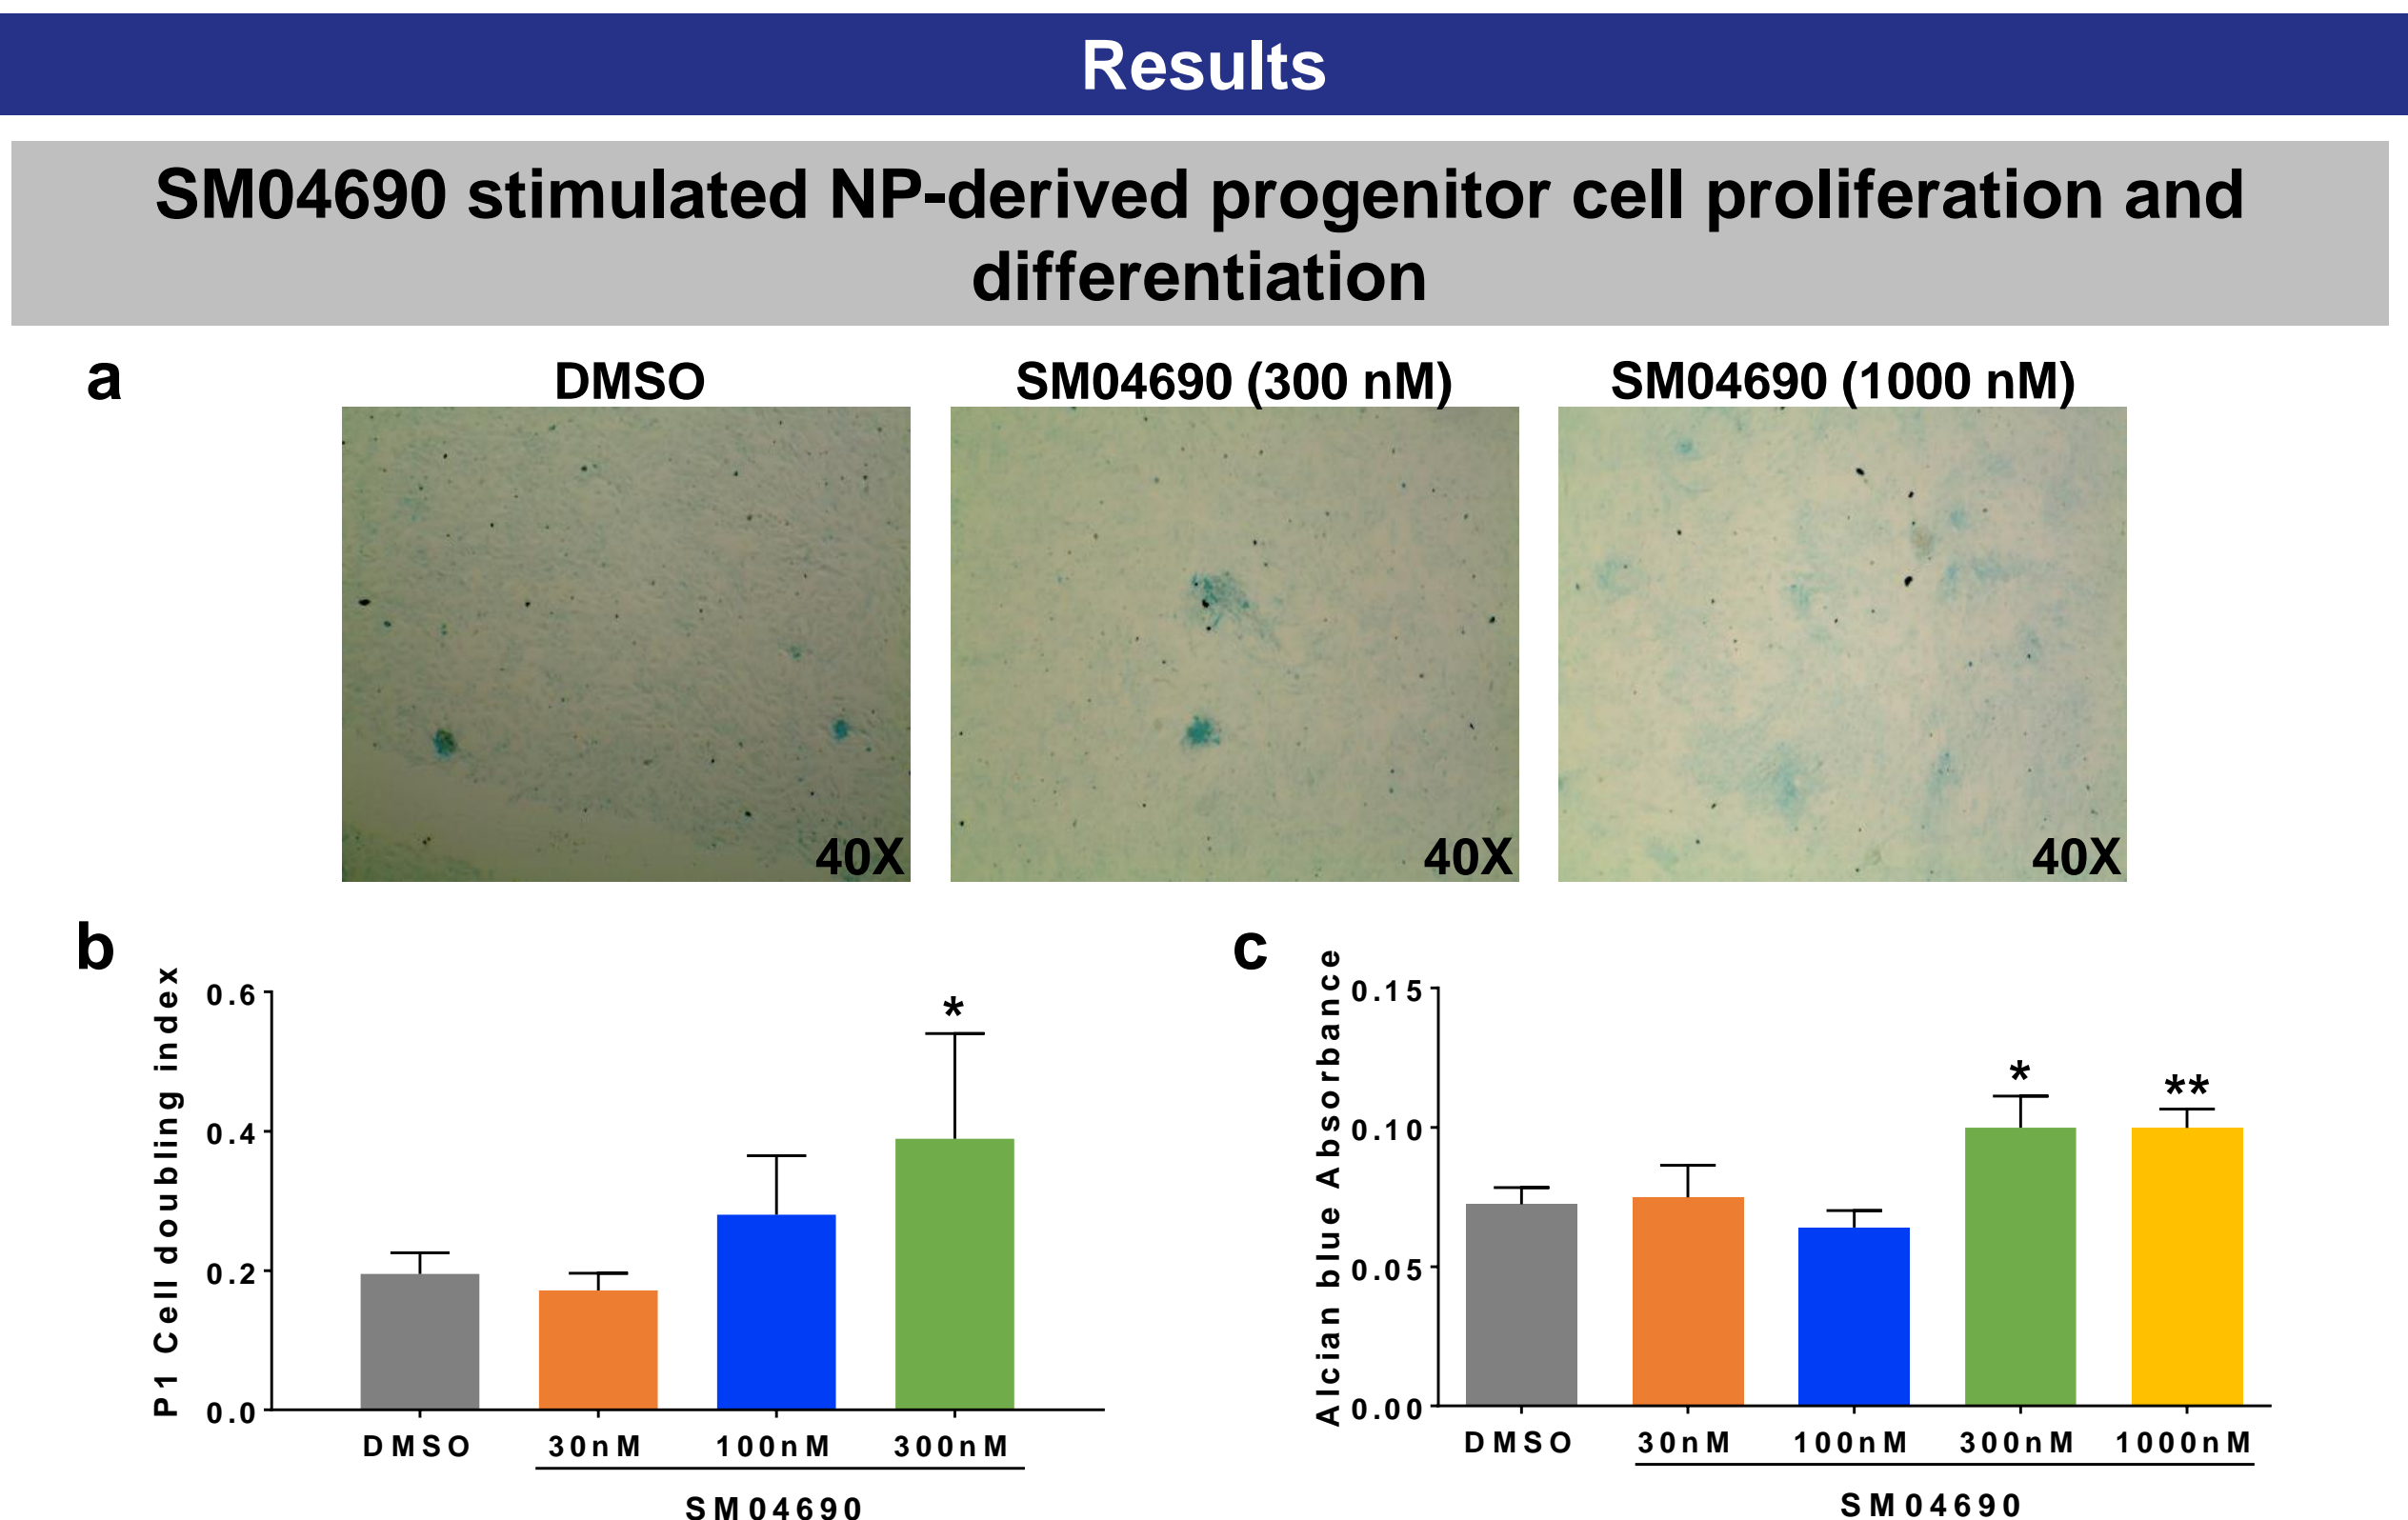 Results
SM04690 stimulated NP-derived progenitor cell proliferation and
differentiation
a
DMSO
SM04690 (300 nM)
SM04690 (1000 nM)
40X
40X
40X
b
P1 Cell doubling index
0.6
0.4
0.2
0.0
*
DMSO
30nM
100nM
300nM
SM04690
c
Alcian blue Absorbance
0.15
0.10
0.05
0.00
*
**
DMSO
30nM
100nM
300nM
1000nM
SM04690